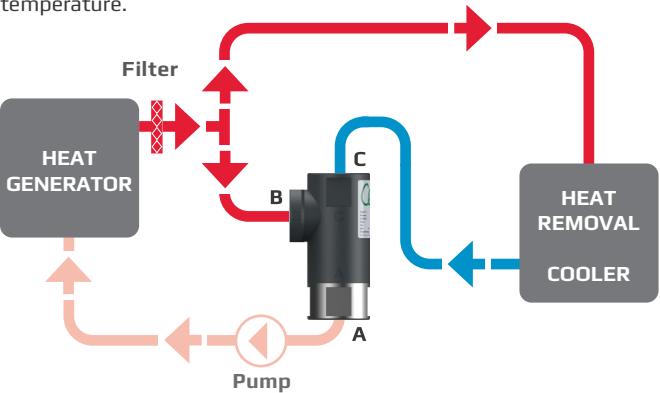 temperature.
Filter
HEAT
GENERATOR
C
B
HEAT
REMOVAL
COOLER
A
Pump